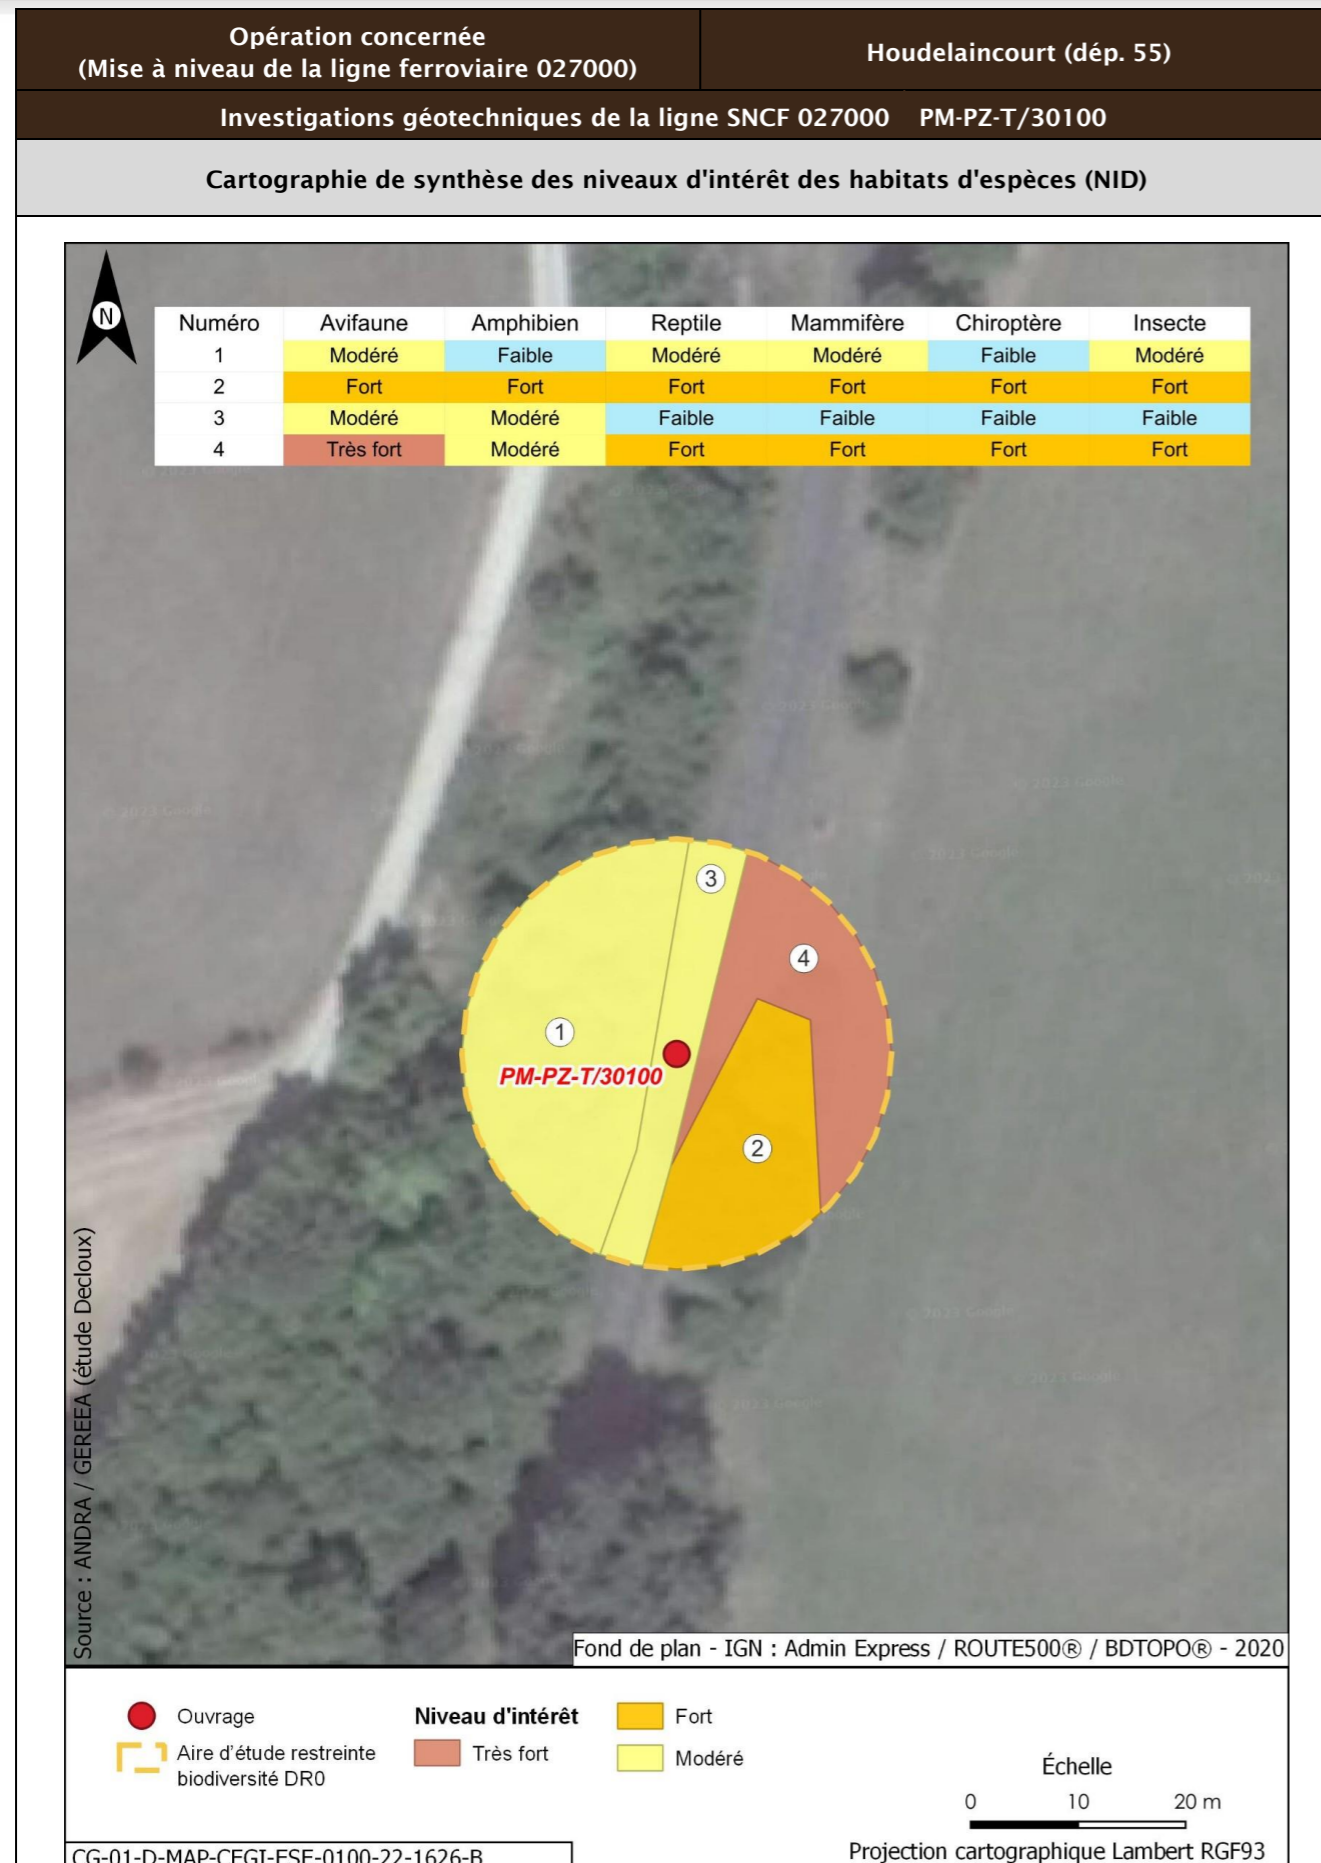 Opération concernée
(Mise à niveau de la ligne ferroviaire 027000)
Houdelaincourt (dép. 55)
Investigations géotechniques de la ligne SNCF 027000 PM-PZ-T/30100
Cartographie de synthèse des niveaux d'intérêt des habitats d'espèces (NID)
N
Numéro Avifaune Amphibien Reptile Mammifère Chiroptère Insecte
1 Modéré Faible Modéré Modéré Faible Modéré
2 Fort Fort Fort Fort Fort Fort
3 Modéré Modéré Faible Faible Faible Faible
4 Très fort Modéré Fort Fort Fort Fort
3
4
1
PM-PZ-T/30100
2
Source : ANDRA / GEREEA (étude Decloux)
Fond de plan - IGN : Admin Express / ROUTE500® / BDTOPO® - 2020
Ouvrage
Aire d'étude restreinte
biodiversité DR0
Niveau d'intérêt
Très fort
Fort
Modéré
Échelle
0 10 20 m
Projection cartographique Lambert RGF93
CG-01-D-MAP-CEGI-ESE-0100-22-1626-B